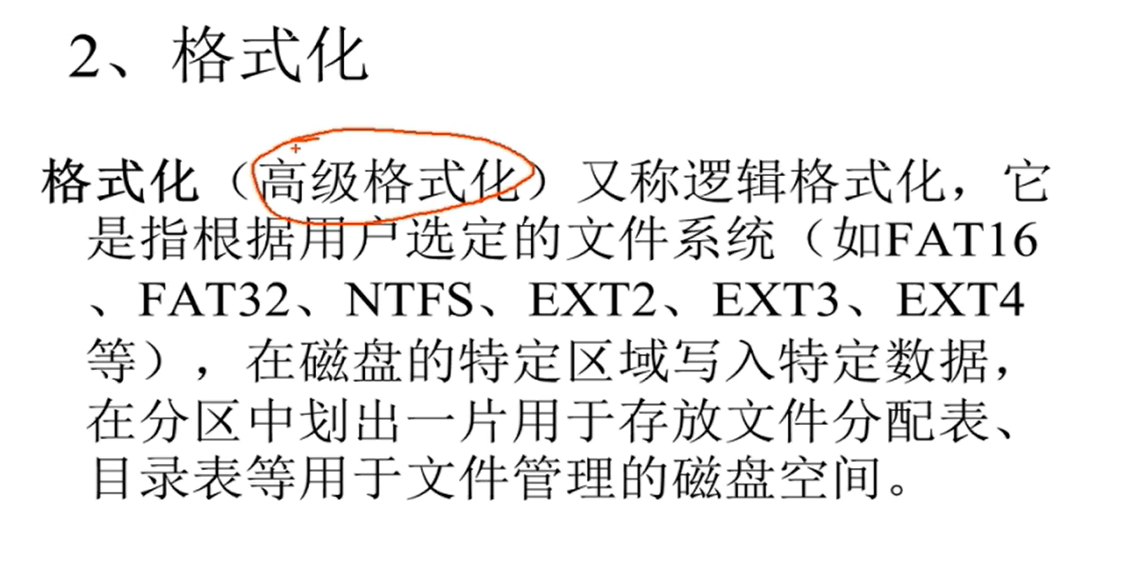 2、格式化
格式化（高级格式化）又称逻辑格式化，它
是指根据用户选定的文件系统（如FAT16
、FAT32、NTFS、EXT2、EXT3、EXT4
等），在磁盘的特定区域写入特定数据，
在分区中划出一片用于存放文件分配表、
目录表等用于文件管理的磁盘空间。